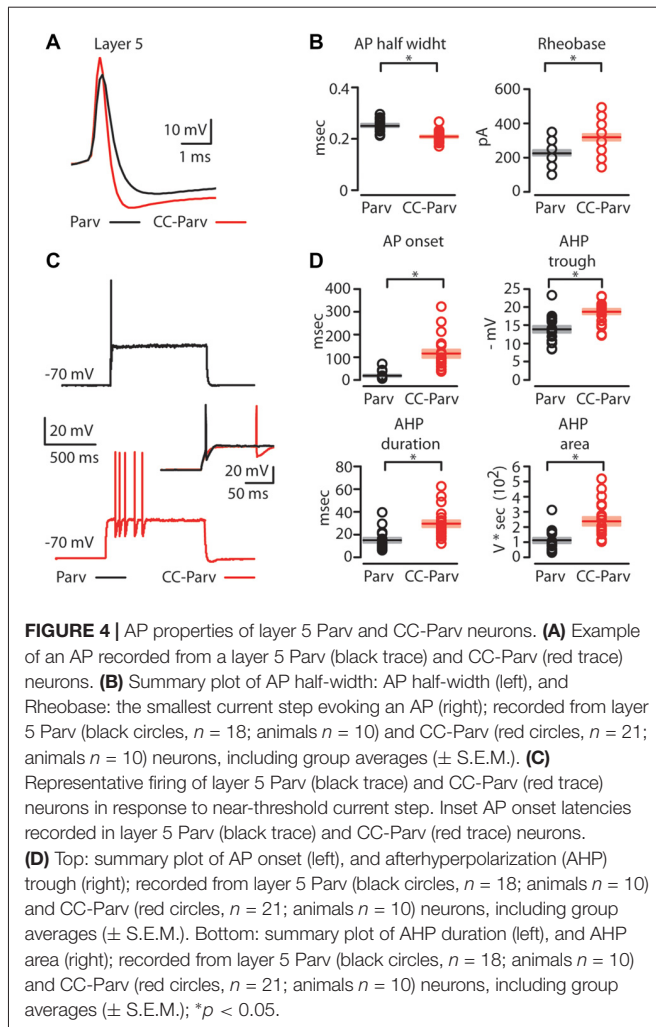 A
Layer 5
10 mV
1 ms
Parv
CC-Parv
B
AP half widht
*
0.4
0.2
0
msec
Parv CC-Parv
Rheobase
*
600
400
200
0
pA
Parv CC-Parv
C
-70 mV
20 mV
500 ms
20 mV
50 ms
-70 mV
Parv
CC-Parv
D
AP onset
*
400
300
200
100
0
msec
Parv CC-Parv
AHP
trough
*
25
20
15
10
5
0
- mV
Parv CC-Parv
AHP
duration
*
80
60
40
20
0
msec
Parv CC-Parv
AHP
area
*
6
5
4
3
2
1
0
V * sec (10²)
Parv CC-Parv
FIGURE 4 | AP properties of layer 5 Parv and CC-Parv neurons. (A) Example
of an AP recorded from a layer 5 Parv (black trace) and CC-Parv (red trace)
neurons. (B) Summary plot of AP half-width: AP half-width (left), and
Rheobase: the smallest current step evoking an AP (right); recorded from layer
5 Parv (black circles, n = 18; animals n = 10) and CC-Parv (red circles, n = 21;
animals n = 10) neurons, including group averages (± S.E.M.). (C)
Representative firing of layer 5 Parv (black trace) and CC-Parv (red trace)
neurons in response to near-threshold current step. Inset AP onset latencies
recorded in layer 5 Parv (black trace) and CC-Parv (red trace) neurons.
(D) Top: summary plot of AP onset (left), and afterhyperpolarization (AHP)
trough (right); recorded from layer 5 Parv (black circles, n = 18; animals n = 10)
and CC-Parv (red circles, n = 21; animals n = 10) neurons, including group
averages (± S.E.M.). Bottom: summary plot of AHP duration (left), and AHP
area (right); recorded from layer 5 Parv (black circles, n = 18; animals n = 10)
and CC-Parv (red circles, n = 21; animals n = 10) neurons, including group
averages (± S.E.M.); *p < 0.05.